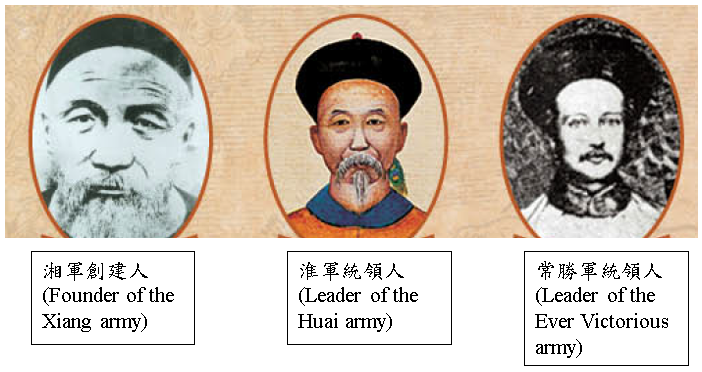 湘軍創建人
(Founder of the
Xiang army)
淮軍統領人
(Leader of the
Huai army)
常勝軍統領人
(Leader of the
Ever Victorious
army)